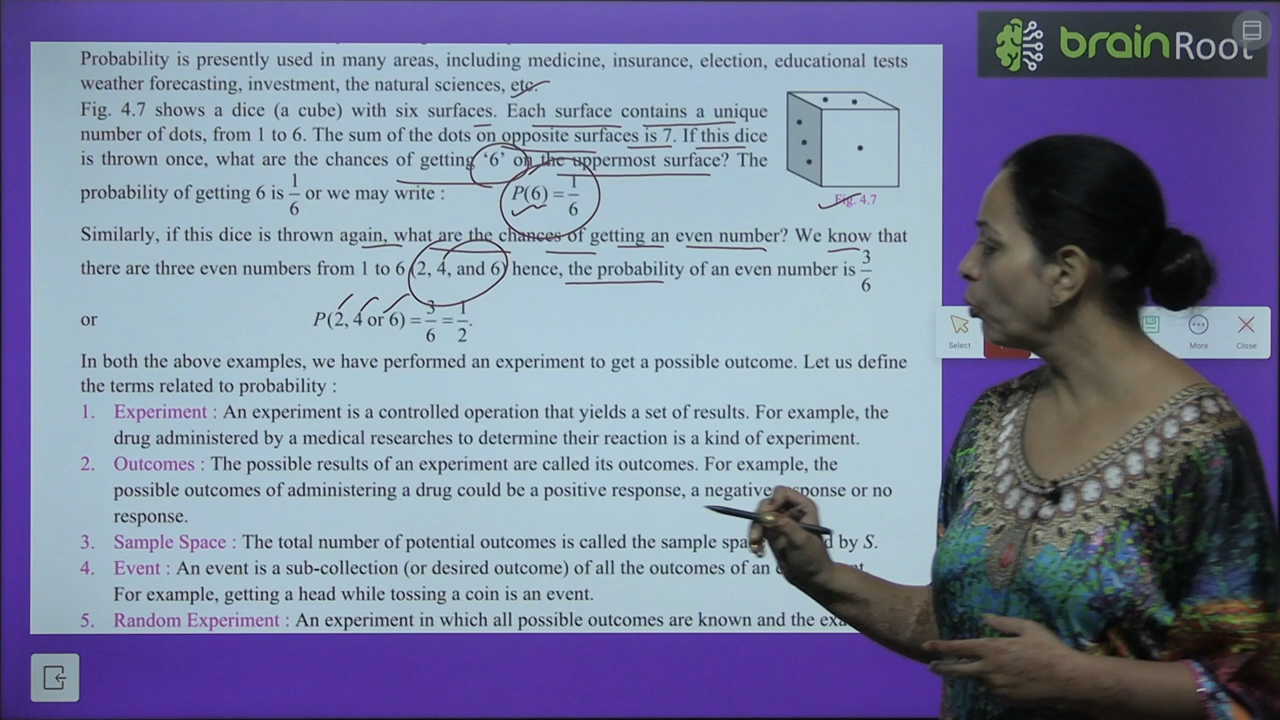 brainRoot
Probability is presently used in many areas, including medicine, insurance, election, educational tests
weather forecasting, investment, the natural sciences, etc.
Fig. 4.7 shows a dice (a cube) with six surfaces. Each surface contains a unique
number of dots, from 1 to 6. The sum of the dots on opposite surfaces is 7. If this dice
is thrown once, what are the chances of getting ‘6’ on the uppermost surface? The
probability of getting 6 is 1/6 or we may write : P(6) = 1/6
Fig. 4.7
Similarly, if this dice is thrown again, what are the chances of getting an even number? We know that
there are three even numbers from 1 to 6 (2, 4, and 6) hence, the probability of an even number is 3/6
or P(2, 4 or 6) = 3/6 = 1/2.
In both the above examples, we have performed an experiment to get a possible outcome. Let us define
the terms related to probability :
1. Experiment : An experiment is a controlled operation that yields a set of results. For example, the
drug administered by a medical researches to determine their reaction is a kind of experiment.
2. Outcomes : The possible results of an experiment are called its outcomes. For example, the
possible outcomes of administering a drug could be a positive response, a negative response or no
response.
3. Sample Space : The total number of potential outcomes is called the sample by S.
4. Event : An event is a sub-collection (or desired outcome) of all the outcomes of an
For example, getting a head while tossing a coin is an event.
5. Random Experiment : An experiment in which all possible outcomes are known and the
Select
More
Close